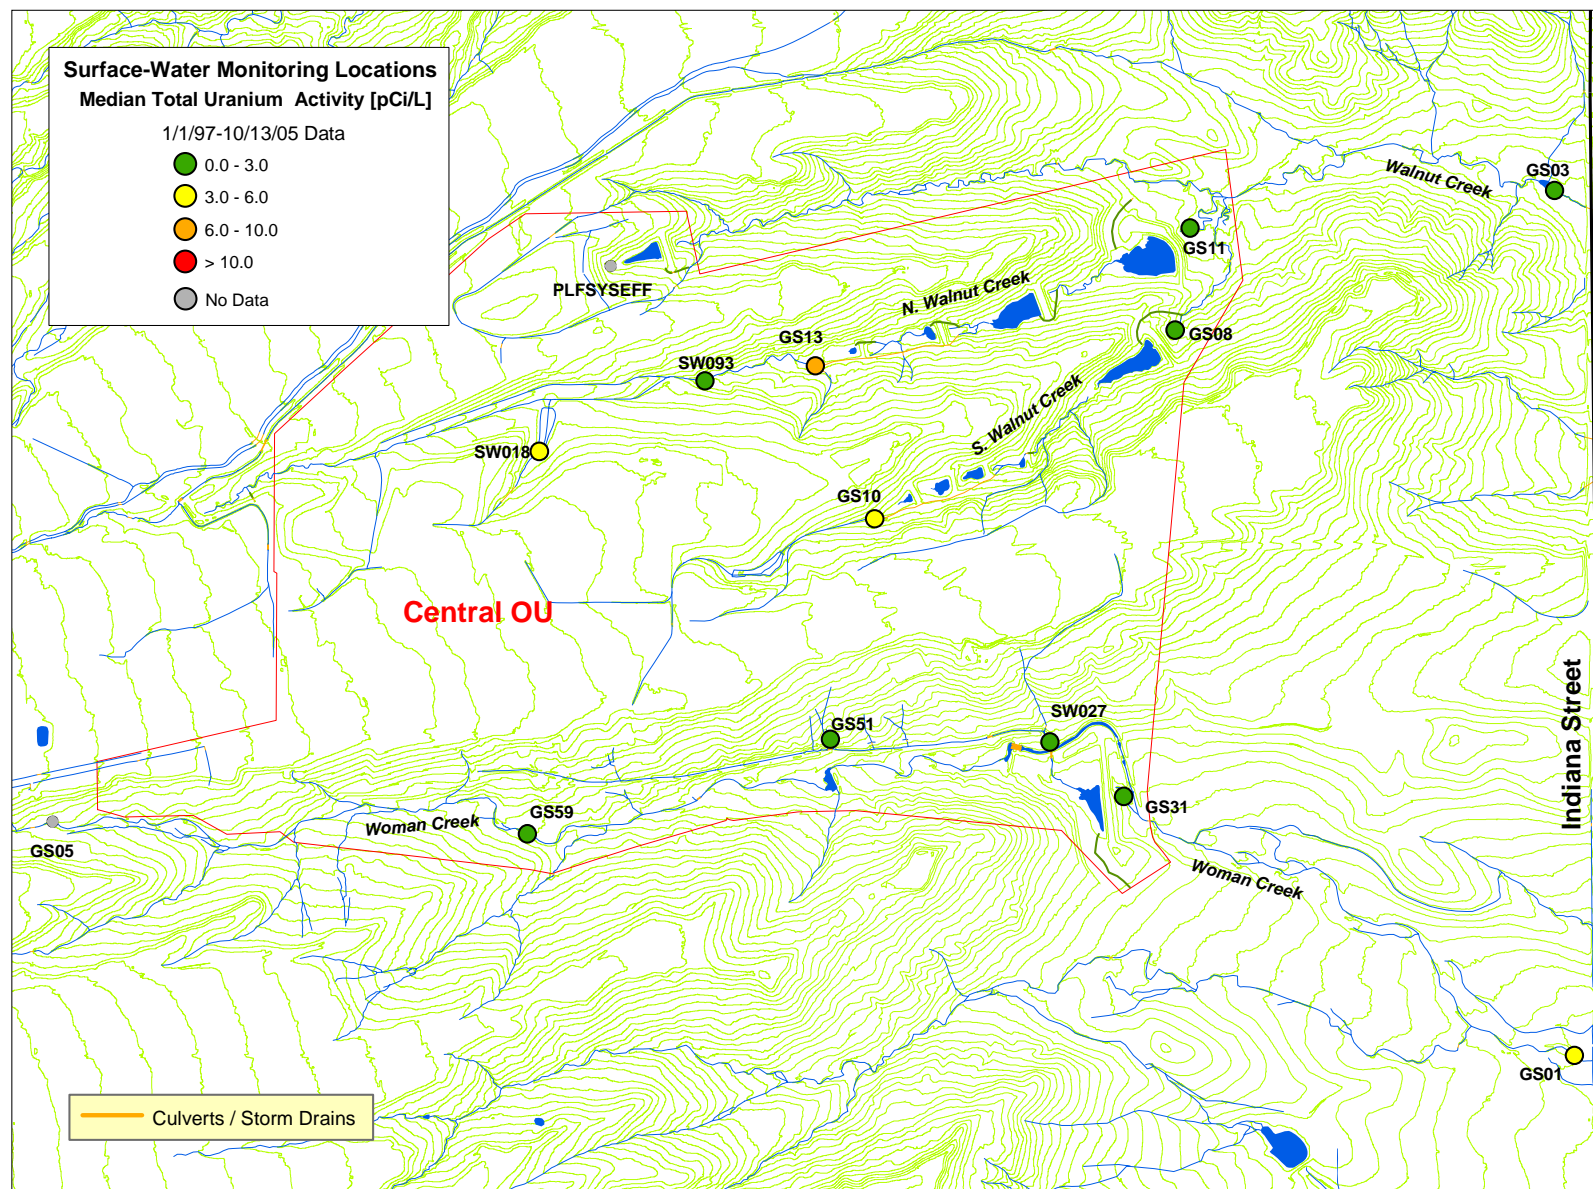 Surface-Water Monitoring Locations
Median Total Uranium Activity [pCi/L]
1/1/97-10/13/05 Data
0.0 - 3.0
3.0 - 6.0
6.0 - 10.0
> 10.0
No Data
Walnut Creek
GS03
GS11
PLFSYSEFF
N. Walnut Creek
GS08
GS13
SW093
S. Walnut Creek
SW018
GS10
Central OU
Indiana Street
SW027
GS51
GS31
GS59
Woman Creek
GS05
Woman Creek
GS01
Culverts / Storm Drains